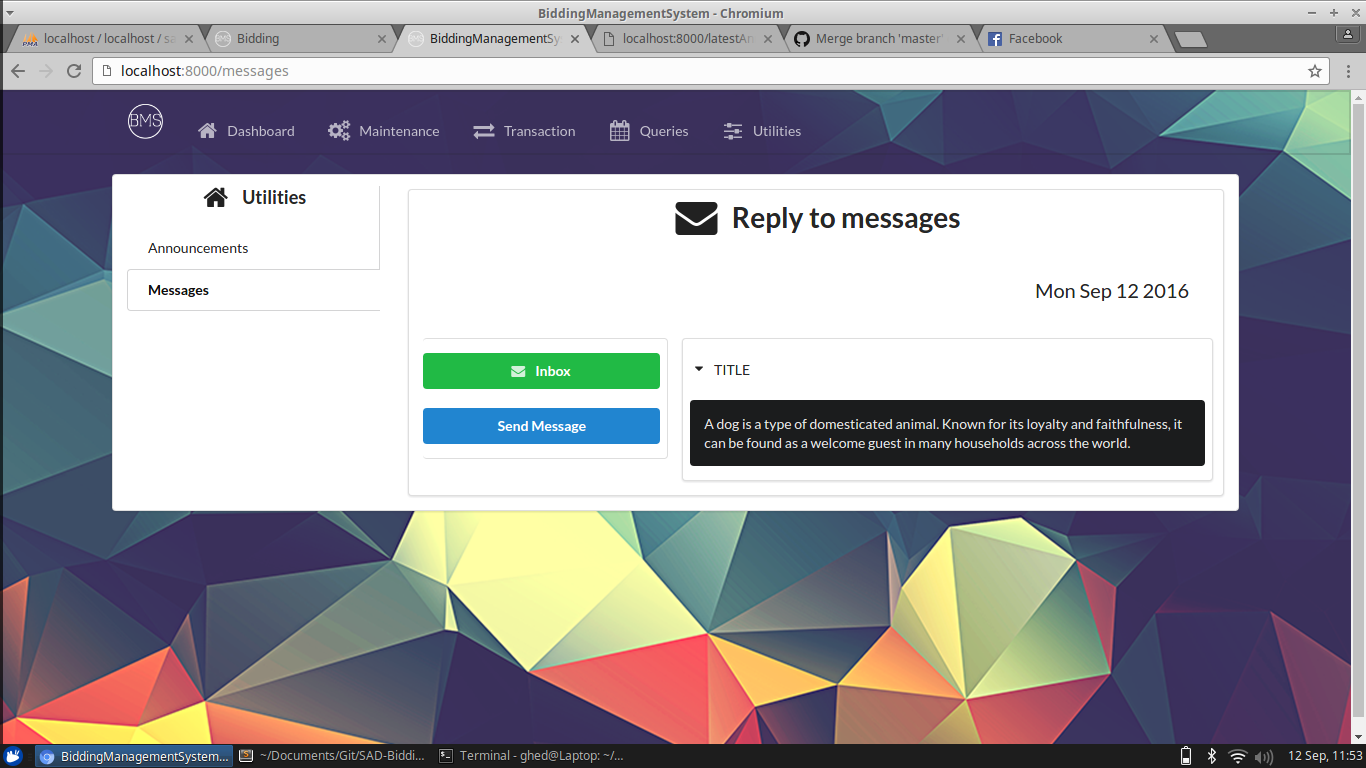 BiddingManagementSystem - Chromium
localhost / localhost / sa
Bidding
BiddingManagementSy
localhost:8000/latestAn
Merge branch 'master'
Facebook
localhost:8000/messages
BMS
Dashboard
Maintenance
Transaction
Queries
Utilities
Utilities
Announcements
Messages
Reply to messages
Mon Sep 12 2016
Inbox
Send Message
TITLE
A dog is a type of domesticated animal. Known for its loyalty and faithfulness, it
can be found as a welcome guest in many households across the world.
BiddingManagementSystem...
~/Documents/Git/SAD-Biddi...
Terminal - ghed@Laptop: ~/...
12 Sep, 11:53